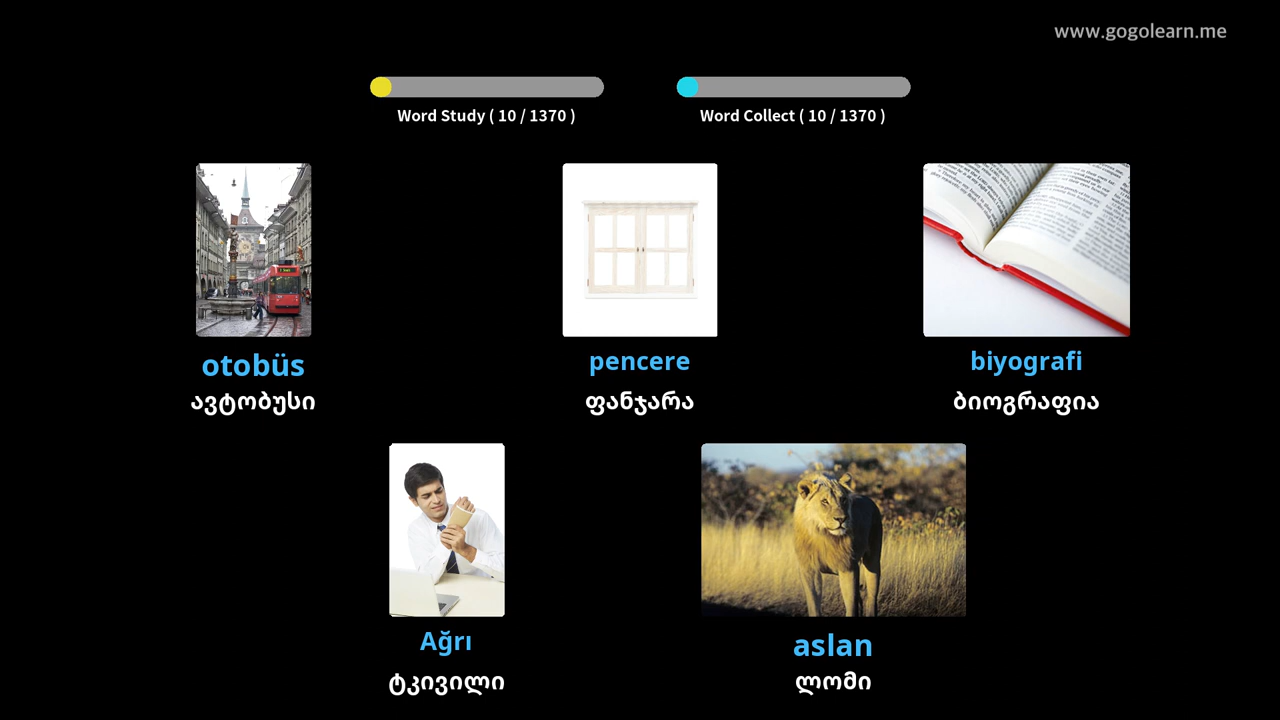 www.gogolearn.me
Word Study ( 10 / 1370 )
Word Collect ( 10 / 1370 )
otobüs
ავტობუსი
pencere
ფანჯარა
biyografi
ბიოგრაფია
Ağrı
ტკივილი
aslan
ლომი